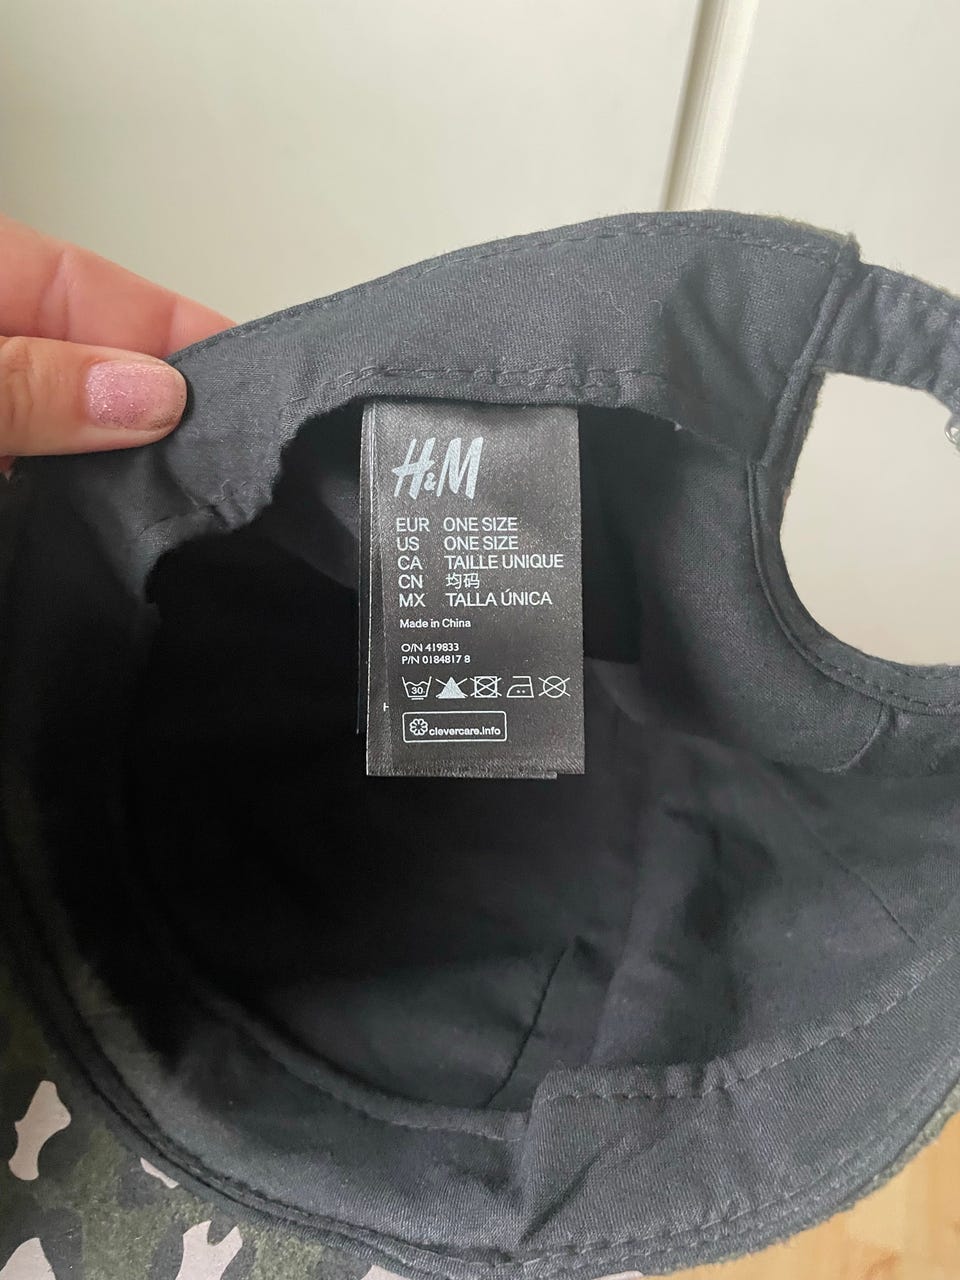 H&M
EUR ONE SIZE
US ONE SIZE
CA TAILLE UNIQUE
CN 均码
MX TALLA ÚNICA
Made in China
O/N 419833
P/N 0184817 8
30
clevercare.info